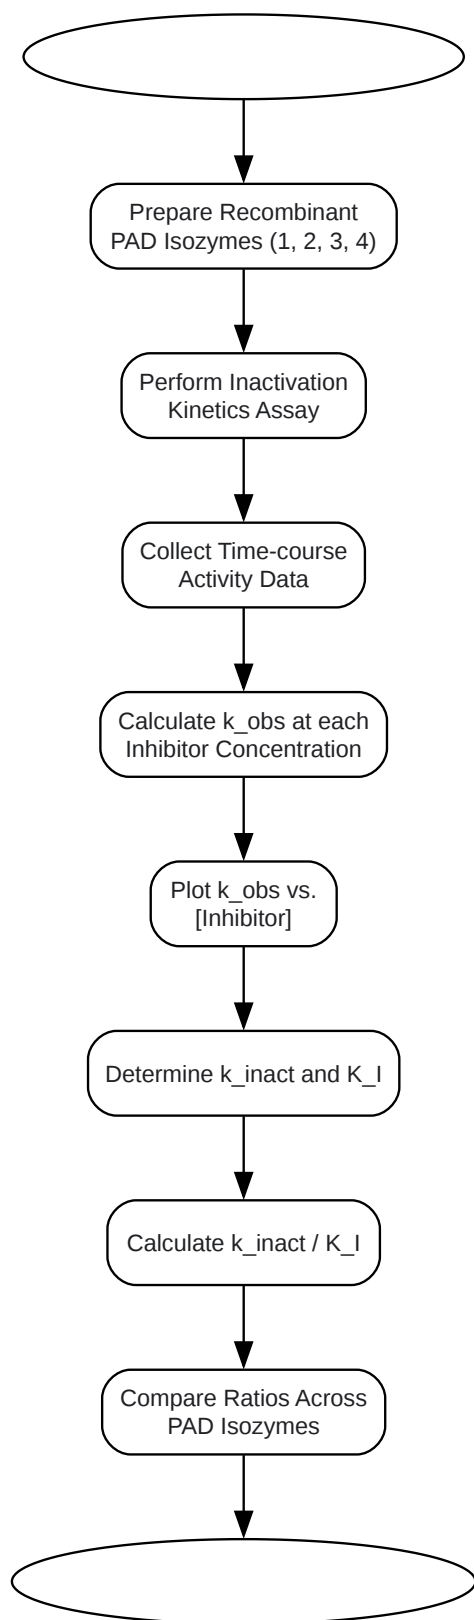 Prepare Recombinant
PAD Isozymes (1, 2, 3, 4)
Perform Inactivation
Kinetics Assay
Collect Time-course
Activity Data
Calculate k_obs at each
Inhibitor Concentration
Plot k_obs vs.
[Inhibitor]
Determine k_inact and K_I
Calculate k_inact / K_I
Compare Ratios Across
PAD Isozymes